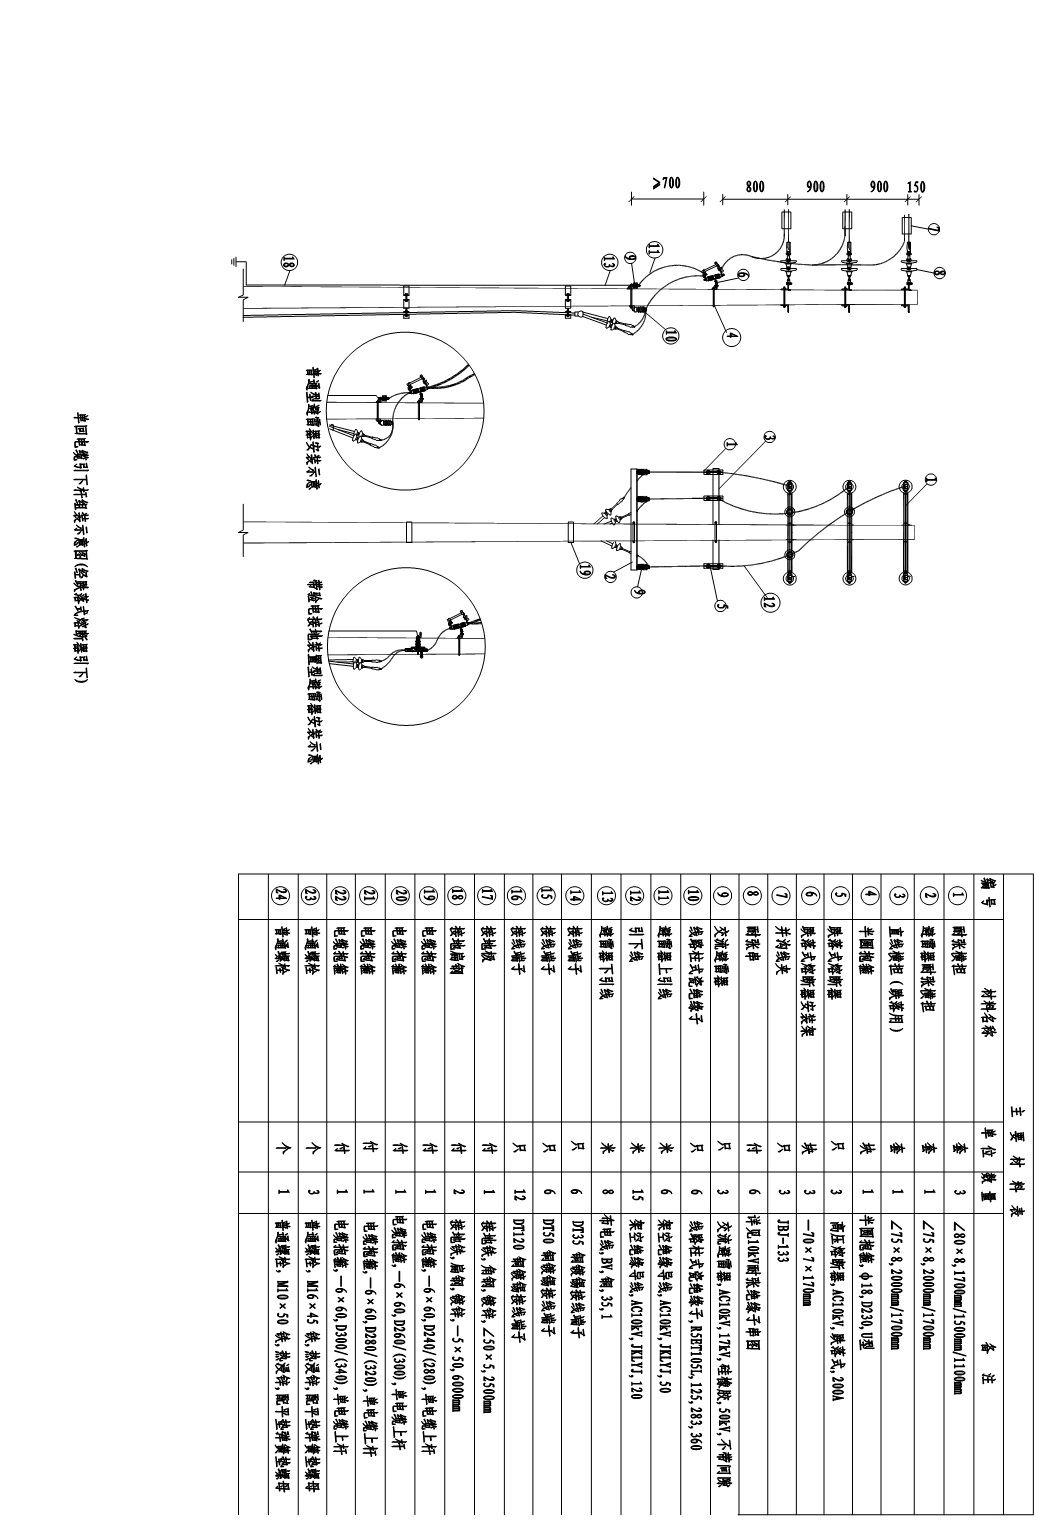 150
900
900
800
≥700
7
8
6
4
11
9
10
13
18
普通型避雷器安装示意
1
3
1
12
5
9
2
19
带验电接地装置型避雷器安装示意
单回电缆引下杆组装示意图(经跌落式熔断器引下)
主要材料表
编号 材料名称 单位 数量 备注
1 耐张横担 套 3 ∠80×8,1700mm/1500mm/1100mm
2 避雷器耐张横担 套 1 ∠75×8,2000mm/1700mm
3 直线横担(跌落用) 套 1 ∠75×8,2000mm/1700mm
4 半圆抱箍 块 1 半圆抱箍,φ18,D230,U型
5 跌落式熔断器 只 3 高压熔断器,AC10kV,跌落式,200A
6 跌落式熔断器安装架 块 3 —70×7×170mm
7 并沟线夹 只 3 JBJ-133
8 耐张串 付 6 详见10kV耐张绝缘子串图
9 交流避雷器 只 3 交流避雷器,AC10kV,17kV,硅橡胶,50kV,不带间隙
10 线路柱式瓷绝缘子 只 6 线路柱式瓷绝缘子,R5ET105L,125,283,360
11 避雷器上引线 米 6 架空绝缘导线,AC10kV,JKLYJ,50
12 引下线 米 15 架空绝缘导线,AC10kV,JKLYJ,120
13 避雷器下引线 米 8 布电线,BV,铜,35,1
14 接线端子 只 6 DT35 铜镀锡接线端子
15 接线端子 只 6 DT50 铜镀锡接线端子
16 接线端子 只 12 DT120 铜镀锡接线端子
17 接地板 付 1 接地铁,角钢,镀锌,∠50×5,2500mm
18 接地扁钢 付 2 接地铁,扁钢,镀锌,—5×50,6000mm
19 电缆抱箍 付 1 电缆抱箍,—6×60,D240/(280),单电缆上杆
20 电缆抱箍 付 1 电缆抱箍,—6×60,D260/(300),单电缆上杆
21 电缆抱箍 付 1 电缆抱箍,—6×60,D280/(320),单电缆上杆
22 电缆抱箍 付 1 电缆抱箍,—6×60,D300/(340),单电缆上杆
23 普通螺栓 个 3 普通螺栓,M16×45 铁,热浸锌,配平垫弹簧垫螺母
24 普通螺栓 个 1 普通螺栓,M10×50 铁,热浸锌,配平垫弹簧垫螺母